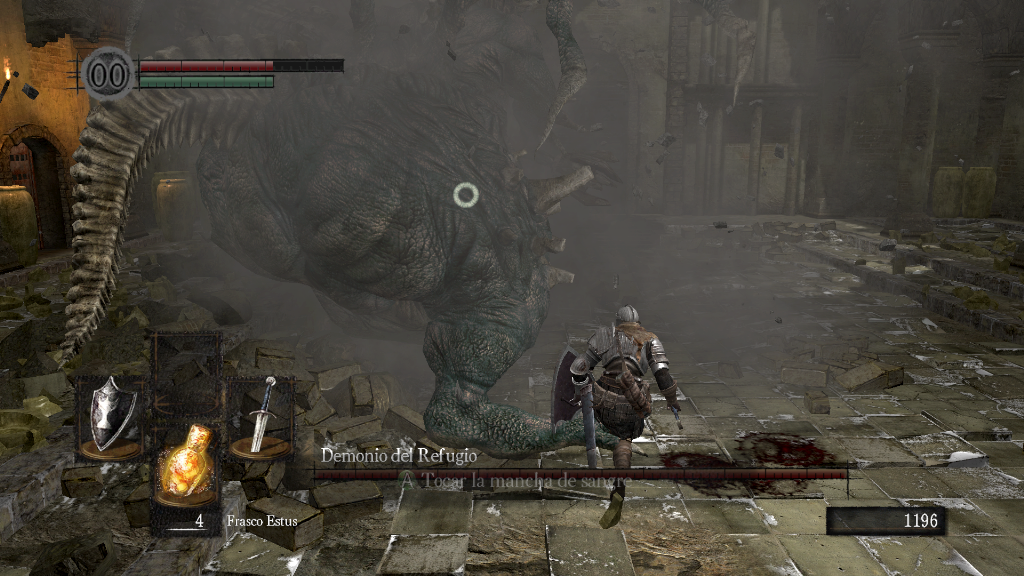 00
Demonio del Refugio
A Tocar la mancha de sangre
4 Frasco Estus
1196